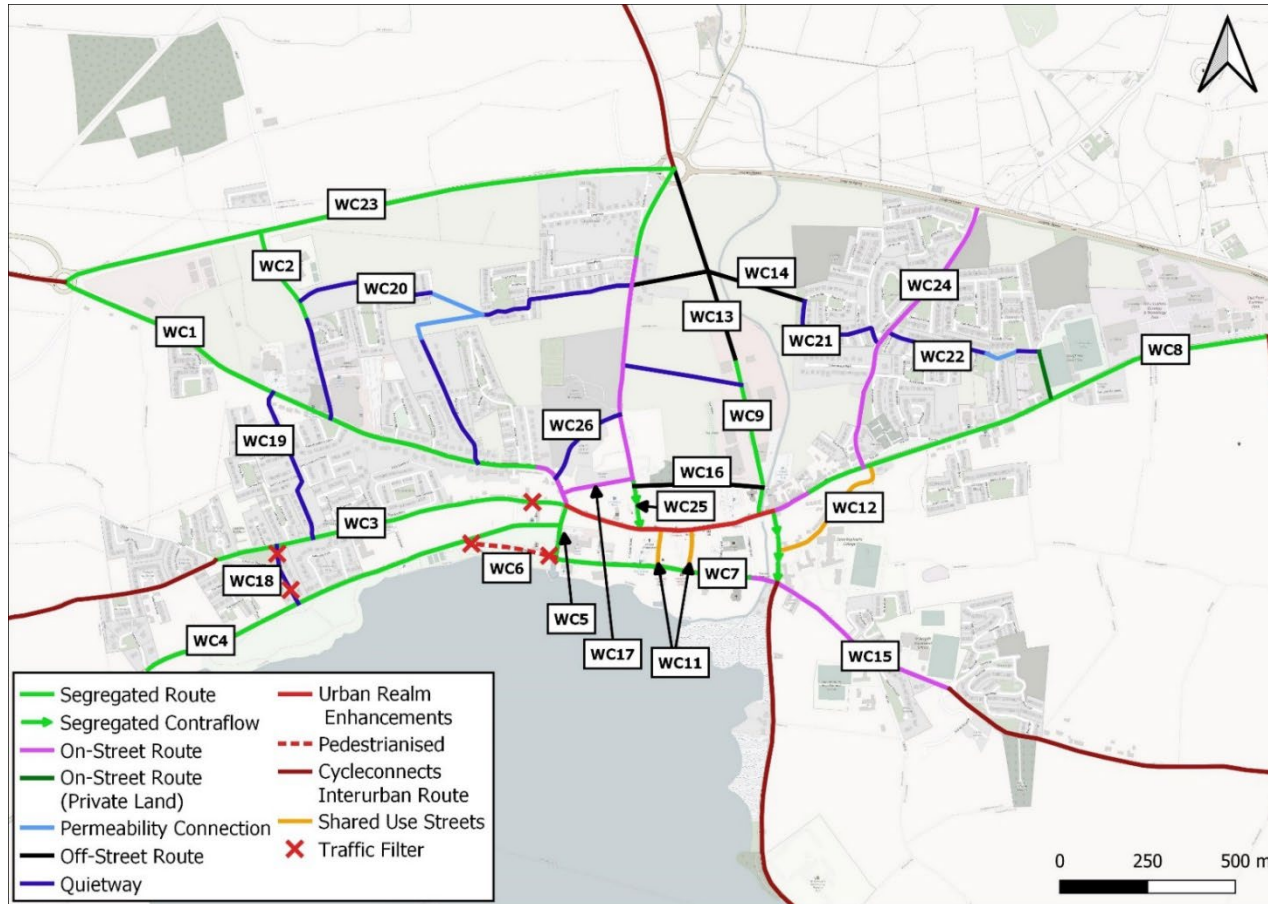 WC23
WC2
WC20
WC14
WC24
WC1
WC13
WC21
WC22
WC8
WC9
WC26
WC19
WC16
WC25
WC12
WC3
WC18
WC6
WC7
WC5
WC4
WC17
WC11
WC15
Segregated Route
Segregated Contraflow
On-Street Route
On-Street Route
(Private Land)
Permeability Connection
Off-Street Route
Quietway
Urban Realm
Enhancements
Pedestrianised
Cycleconnects
Interurban Route
Shared Use Streets
Traffic Filter
0 250 500 m